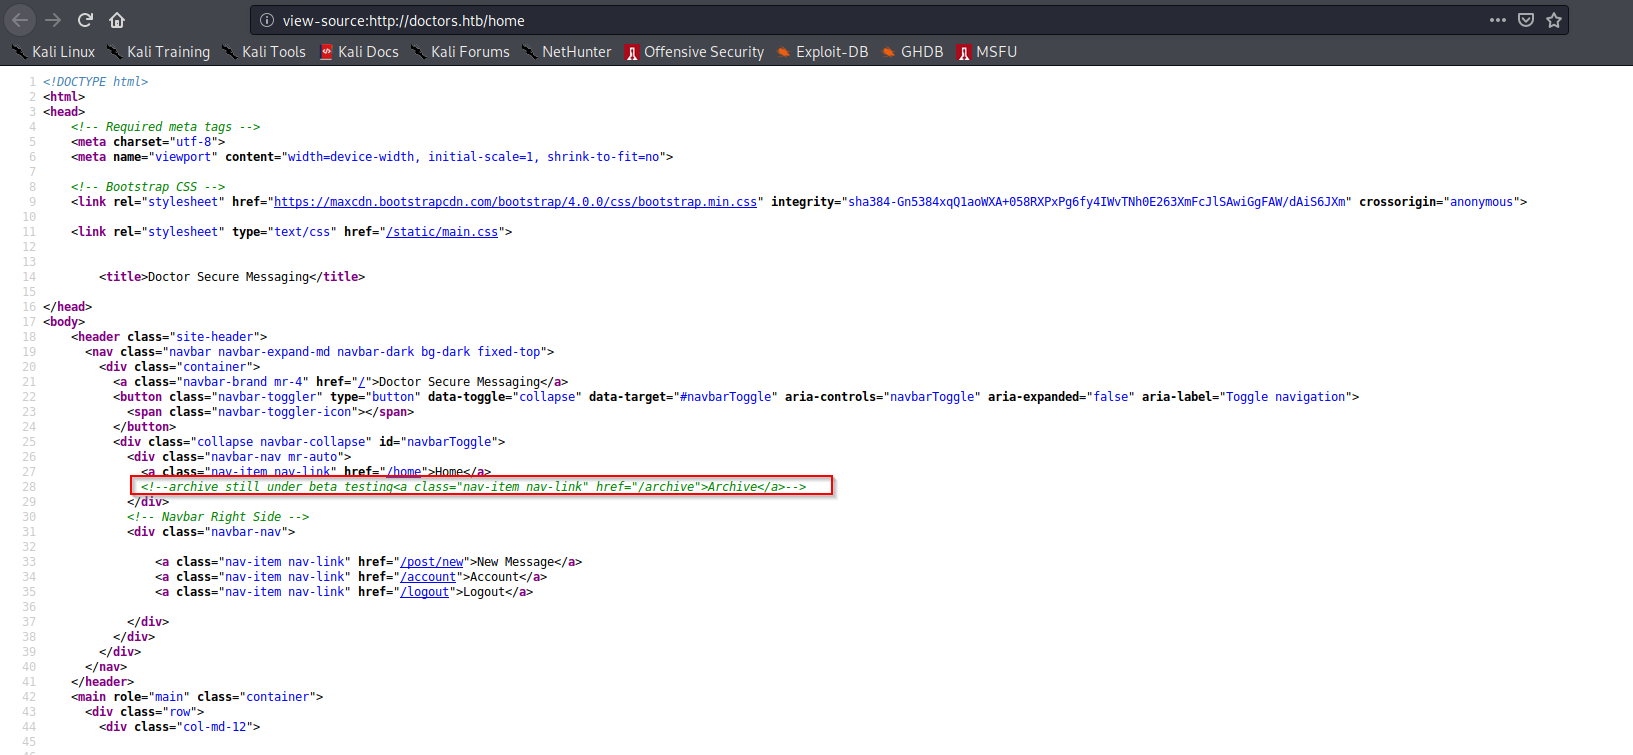 view-source:http://doctors.htb/home
Kali Linux Kali Training Kali Tools Kali Docs Kali Forums NetHunter Offensive Security Exploit-DB GHDB MSFU
1 <!DOCTYPE html>
2 <html>
3 <head>
4 <!-- Required meta tags -->
5 <meta charset="utf-8">
6 <meta name="viewport" content="width=device-width, initial-scale=1, shrink-to-fit=no">
7
8 <!-- Bootstrap CSS -->
9 <link rel="stylesheet" href="https://maxcdn.bootstrapcdn.com/bootstrap/4.0.0/css/bootstrap.min.css" integrity="sha384-Gn5384xqQ1aoWXA+058RXPxPg6fy4IWvTNh0E263XmFcJlSAwiGgFAW/dAiS6JXm" crossorigin="anonymous">
10
11 <link rel="stylesheet" type="text/css" href="/static/main.css">
12
13
14 <title>Doctor Secure Messaging</title>
15
16 </head>
17 <body>
18 <header class="site-header">
19 <nav class="navbar navbar-expand-md navbar-dark bg-dark fixed-top">
20 <div class="container">
21 <a class="navbar-brand mr-4" href="/">Doctor Secure Messaging</a>
22 <button class="navbar-toggler" type="button" data-toggle="collapse" data-target="#navbarToggle" aria-controls="navbarToggle" aria-expanded="false" aria-label="Toggle navigation">
23 <span class="navbar-toggler-icon"></span>
24 </button>
25 <div class="collapse navbar-collapse" id="navbarToggle">
26 <div class="navbar-nav mr-auto">
27 <a class="nav-item nav-link" href="/home">Home</a>
28 <!--archive still under beta testing<a class="nav-item nav-link" href="/archive">Archive</a>-->
29 </div>
30 <!-- Navbar Right Side -->
31 <div class="navbar-nav">
32
33 <a class="nav-item nav-link" href="/post/new">New Message</a>
34 <a class="nav-item nav-link" href="/account">Account</a>
35 <a class="nav-item nav-link" href="/logout">Logout</a>
36
37 </div>
38 </div>
39 </div>
40 </nav>
41 </header>
42 <main role="main" class="container">
43 <div class="row">
44 <div class="col-md-12">
45